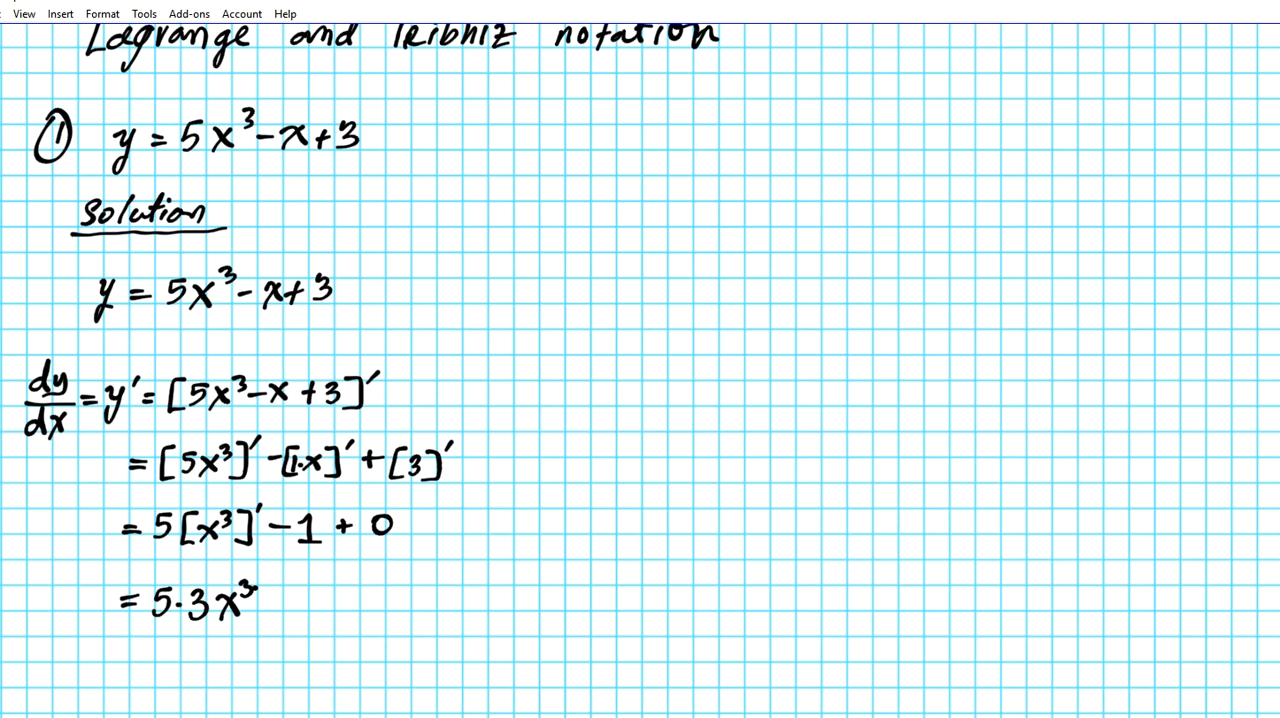 View Insert Format Tools Add-ons Account Help
Lagrange and leibniz notation
① y = 5x³ - x + 3
Solution
y = 5x³ - x + 3
dy/dx = y' = [5x³ - x + 3]'
= [5x³]' - [1·x]' + [3]'
= 5[x³]' - 1 + 0
= 5·3x³